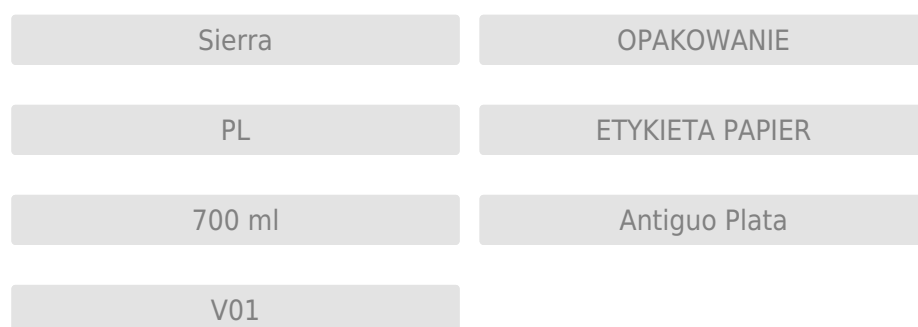 Sierra
OPAKOWANIE
PL
ETYKIETA PAPIER
700 ml
Antiguo Plata
V01